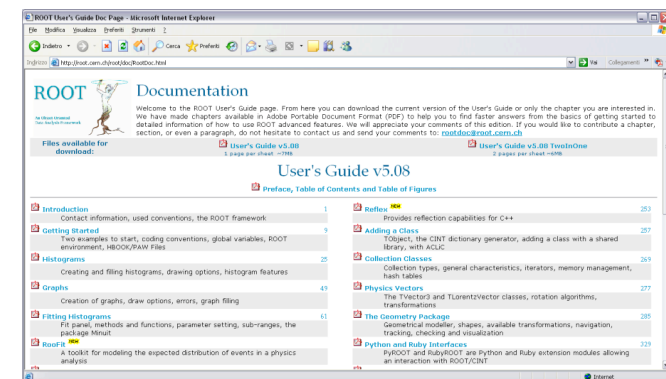 ROOT User's Guide Doc Page - Microsoft Internet Explorer
File Modifica Visualizza Preferiti Strumenti ?
Indietro Cerca Preferiti
Indirizzo http://root.cern.ch/root/doc/RootDoc.html Vai Collegamenti »
ROOT
An Object Oriented
Data Analysis Framework
Documentation
Welcome to the ROOT User's Guide page. From here you can download the current version of the User's Guide or only the chapter you are interested in.
We have made chapters available in Adobe Portable Document Format (PDF) to help you to find faster answers from the basics of getting started to
detailed information of how to use ROOT advanced features. We will appreciate your comments of this edition. If you would like to contribute a chapter,
section, or even a paragraph, do not hesitate to contact us and send your comments to: rootdoc@root.cern.ch
Files available for
download:
User's Guide v5.08
1 page per sheet ~7MB
User's Guide v5.08 TwnInOne
2 pages per sheet ~6MB
User's Guide v5.08
Preface, Table of Contents and Table of Figures
Introduction 1
Contact information, used conventions, the ROOT framework
Getting Started 9
Two examples to start, coding conventions, global variables, ROOT
environment, HBOOK/PAW Files
Histograms 25
Creating and filling histograms, drawing options, histogram features
Graphs 49
Creation of graphs, draw options, errors, graph filling
Fitting Histograms 61
Fit panel, methods and functions, parameter setting, sub-ranges, the
package Minuit
RooFit NEW
A toolkit for modeling the expected distribution of events in a physics
analysis
Reflex NEW 253
Provides reflection capabilities for C++
Adding a Class 257
TObject, the CINT dictionary generator, adding a class with a shared
library, with ACLiC
Collection Classes 269
Collection types, general characteristics, iterators, memory management,
hash tables
Physics Vectors 277
The TVector3 and TLorentzVector classes, rotation algorithms,
transformations
The Geometry Package 285
Geometrical modeller, shapes, available transformations, navigation,
tracking, checking and visualization
Python and Ruby Interfaces 329
PyROOT and RubyROOT are Python and Ruby extension modules allowing
an interaction with ROOT/CINT
Internet